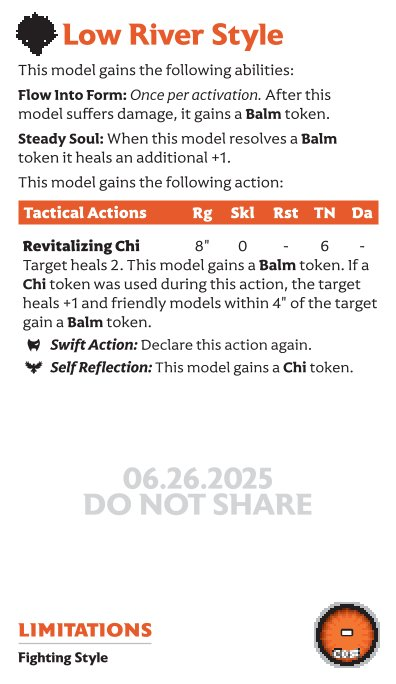 Low River Style
This model gains the following abilities:
Flow Into Form: Once per activation. After this
model suffers damage, it gains a Balm token.
Steady Soul: When this model resolves a Balm
token it heals an additional +1.
This model gains the following action:
Tactical Actions Rg Skl Rst TN Da
Revitalizing Chi 8" 0 - 6 -
Target heals 2. This model gains a Balm token. If a
Chi token was used during this action, the target
heals +1 and friendly models within 4" of the target
gain a Balm token.
Swift Action: Declare this action again.
Self Reflection: This model gains a Chi token.
06.26.2025
DO NOT SHARE
LIMITATIONS
Fighting Style
-
COST